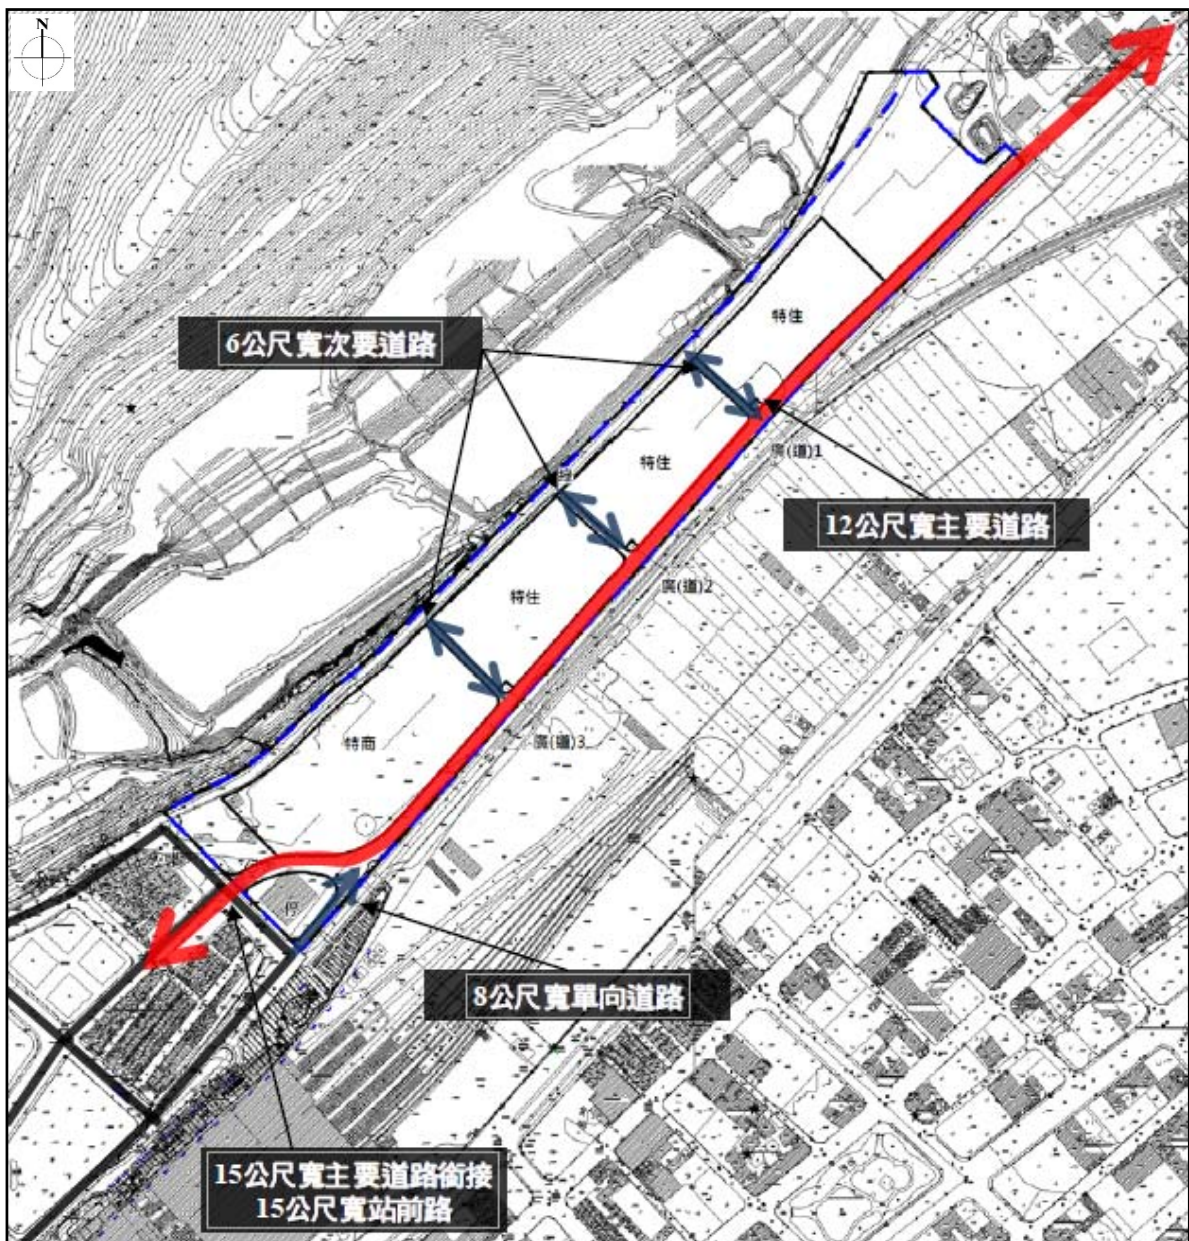 N
特住
6公尺寬次要道路
廣(道)1
特住
12公尺寬主要道路
廣(道)2
特住
廣(道)3
特商
停
8公尺寬單向道路
15公尺寬主要道路銜接
15公尺寬站前路